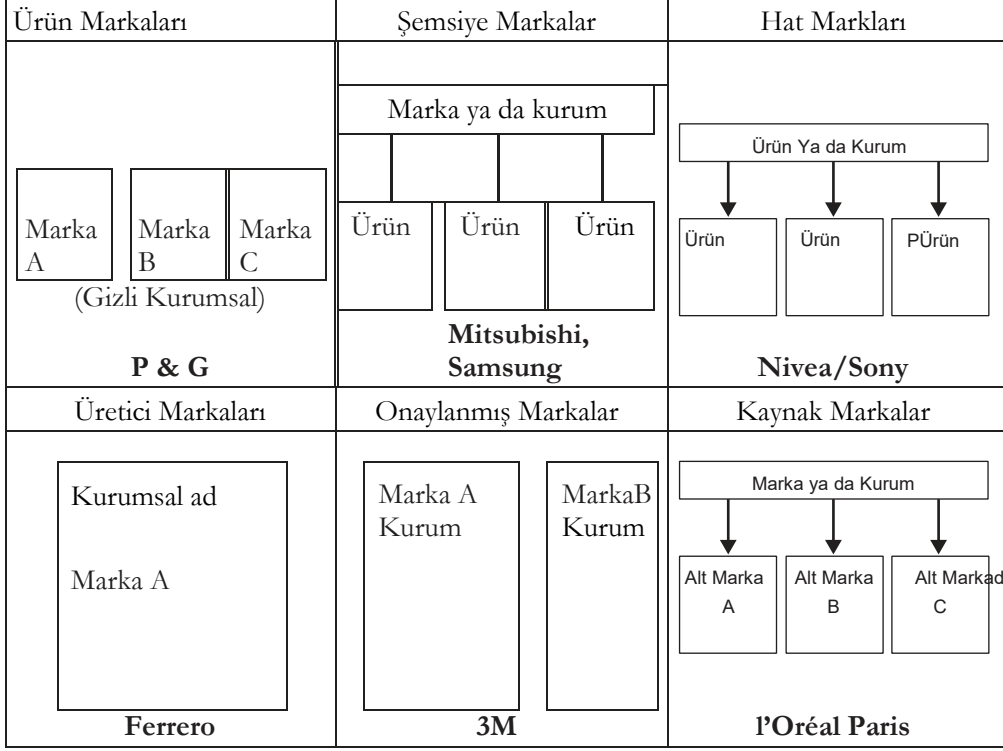 Ürün Markaları
Şemsiye Markalar
Hat Markları
Marka
A
Marka
B
Marka
C
(Gizli Kurumsal)
P & G
Marka ya da kurum
Ürün
Ürün
Ürün
Mitsubishi,
Samsung
Ürün Ya da Kurum
Ürün
Ürün
PÜrün
Nivea/Sony
Üretici Markaları
Onaylanmış Markalar
Kaynak Markalar
Kurumsal ad
Marka A
Ferrero
Marka A
Kurum
MarkaB
Kurum
3M
Marka ya da Kurum
Alt Marka
A
Alt Marka
B
Alt Markad
C
l’Oréal Paris